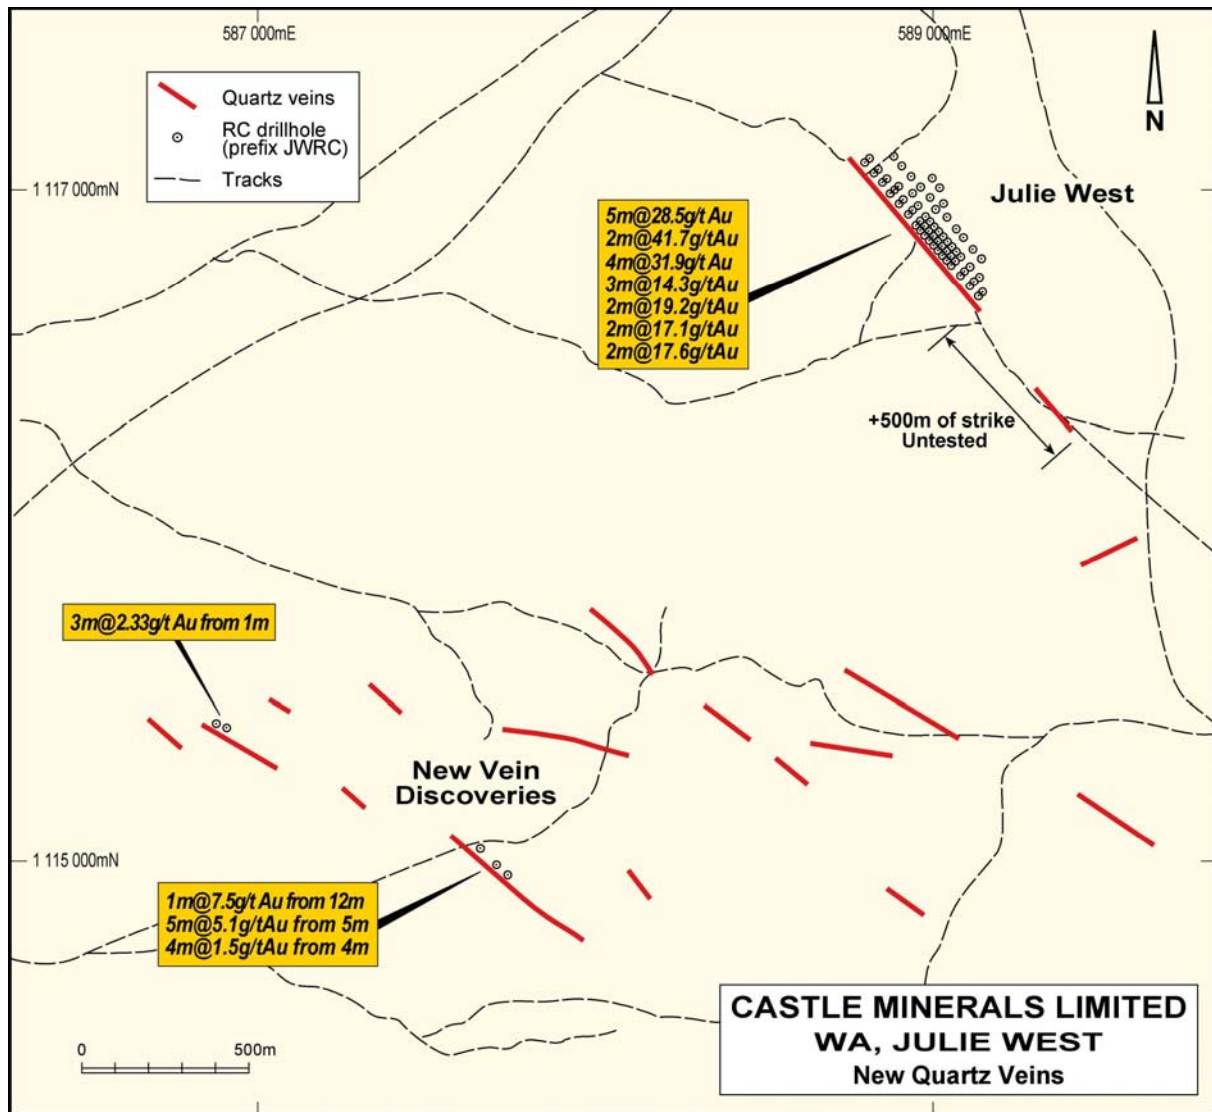 587 000mE
589 000mE
Quartz veins
RC drillhole
(prefix JWRC)
Tracks
N
1 117 000mN
Julie West
5m@28.5g/t Au
2m@41.7g/tAu
4m@31.9g/t Au
3m@14.3g/tAu
2m@19.2g/tAu
2m@17.1g/tAu
2m@17.6g/tAu
+500m of strike
Untested
3m@2.33g/t Au from 1m
New Vein
Discoveries
1 115 000mN
1m@7.5g/t Au from 12m
5m@5.1g/tAu from 5m
4m@1.5g/tAu from 4m
0 500m
CASTLE MINERALS LIMITED
WA, JULIE WEST
New Quartz Veins